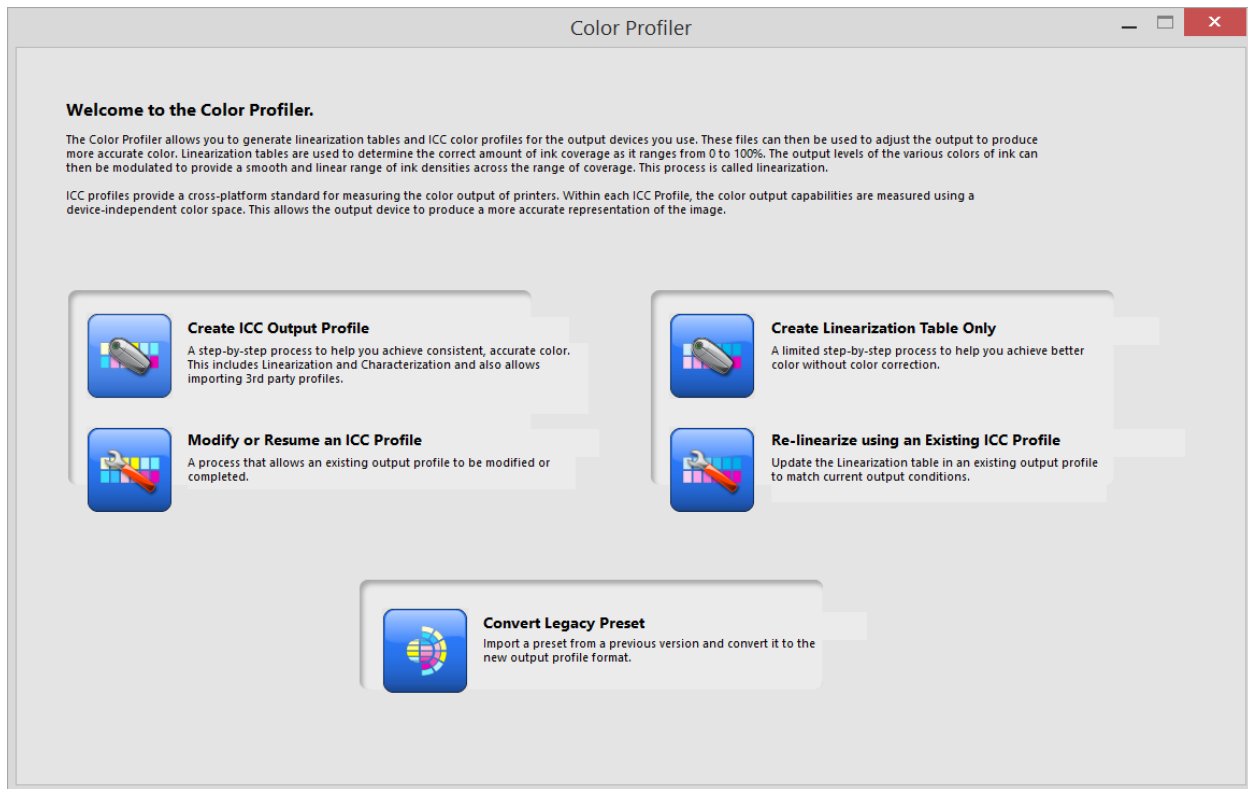 Color Profiler
Welcome to the Color Profiler.
The Color Profiler allows you to generate linearization tables and ICC color profiles for the output devices you use. These files can then be used to adjust the output to produce
more accurate color. Linearization tables are used to determine the correct amount of ink coverage as it ranges from 0 to 100%. The output levels of the various colors of ink can
then be modulated to provide a smooth and linear range of ink densities across the range of coverage. This process is called linearization.
ICC profiles provide a cross-platform standard for measuring the color output of printers. Within each ICC Profile, the color output capabilities are measured using a
device-independent color space. This allows the output device to produce a more accurate representation of the image.
Create ICC Output Profile
A step-by-step process to help you achieve consistent, accurate color.
This includes Linearization and Characterization and also allows
importing 3rd party profiles.
Modify or Resume an ICC Profile
A process that allows an existing output profile to be modified or
completed.
Create Linearization Table Only
A limited step-by-step process to help you achieve better
color without color correction.
Re-linearize using an Existing ICC Profile
Update the Linearization table in an existing output profile
to match current output conditions.
Convert Legacy Preset
Import a preset from a previous version and convert it to the
new output profile format.